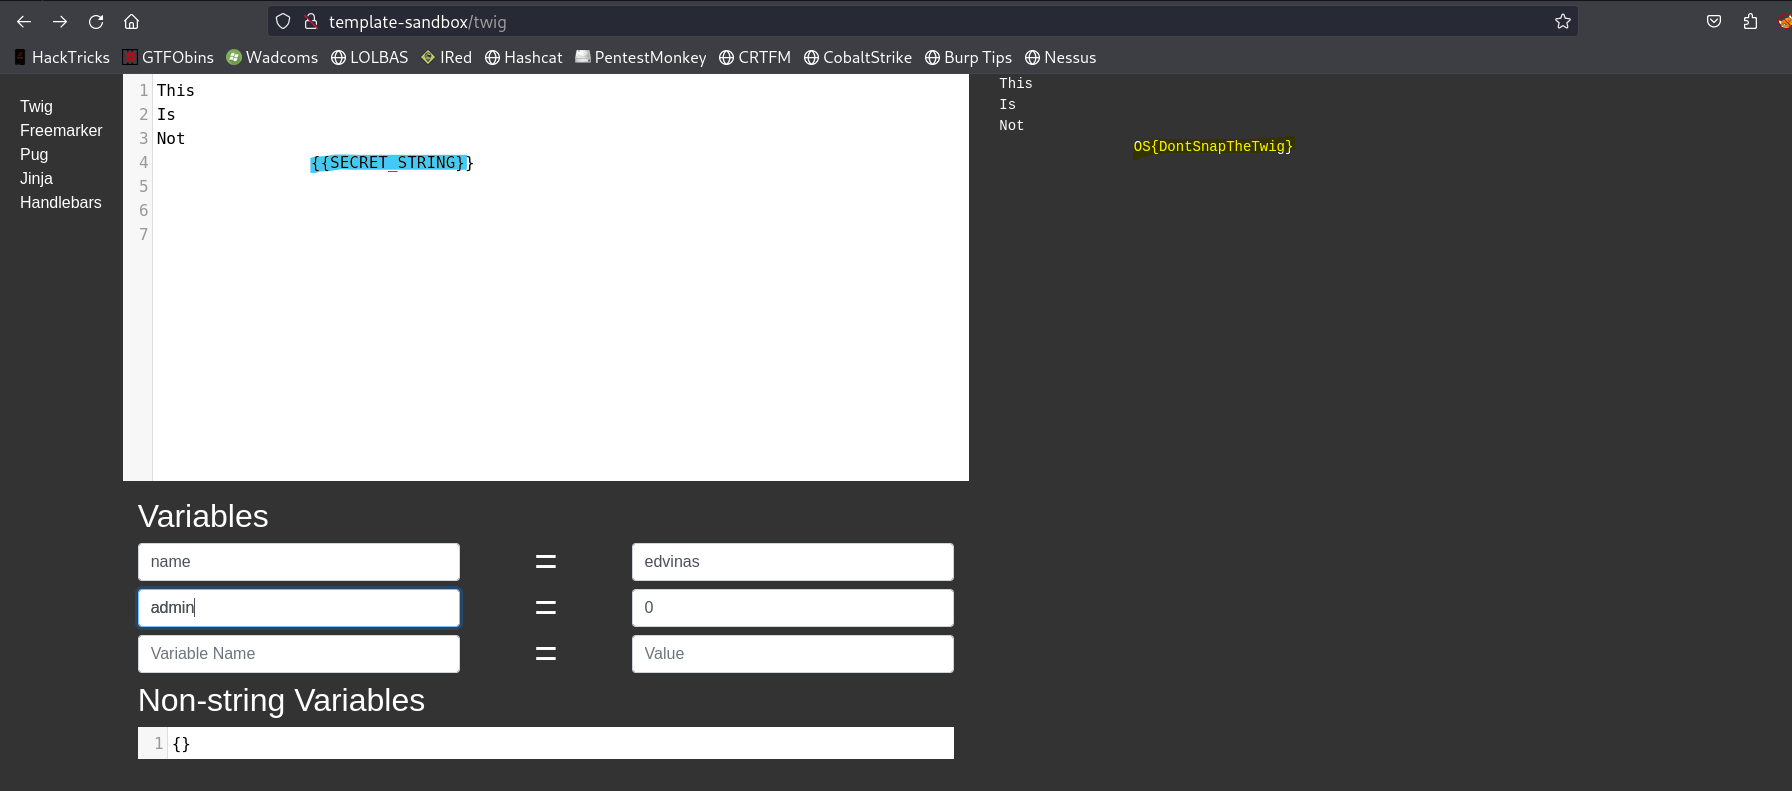 template-sandbox/twig
HackTricks GTFObins Wadcoms LOLBAS IRed Hashcat PentestMonkey CRTFM CobaltStrike Burp Tips Nessus
Twig
Freemarker
Pug
Jinja
Handlebars
1 This
2 Is
3 Not
4 {{SECRET_STRING}}
5
6
7
This
Is
Not
OS{DontSnapTheTwig}
Variables
name = edvinas
admin = 0
Variable Name = Value
Non-string Variables
1 {}